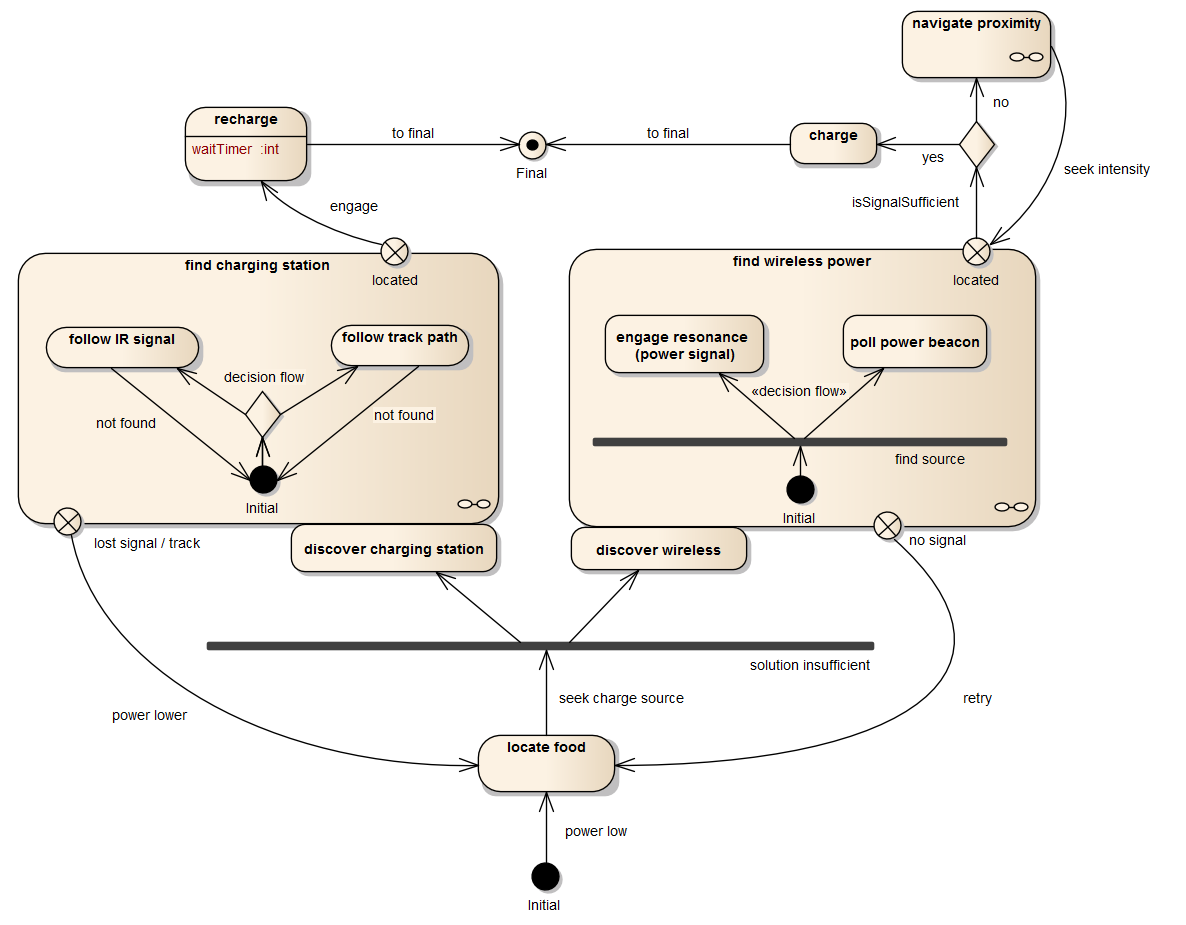 navigate proximity
no
recharge
waitTimer :int
to final
Final
to final
charge
yes
seek intensity
isSignalSufficient
engage
located
find charging station
follow IR signal
follow track path
decision flow
not found
not found
Initial
lost signal / track
discover charging station
located
find wireless power
engage resonance
(power signal)
poll power beacon
«decision flow»
find source
Initial
no signal
discover wireless
solution insufficient
seek charge source
power lower
retry
locate food
power low
Initial